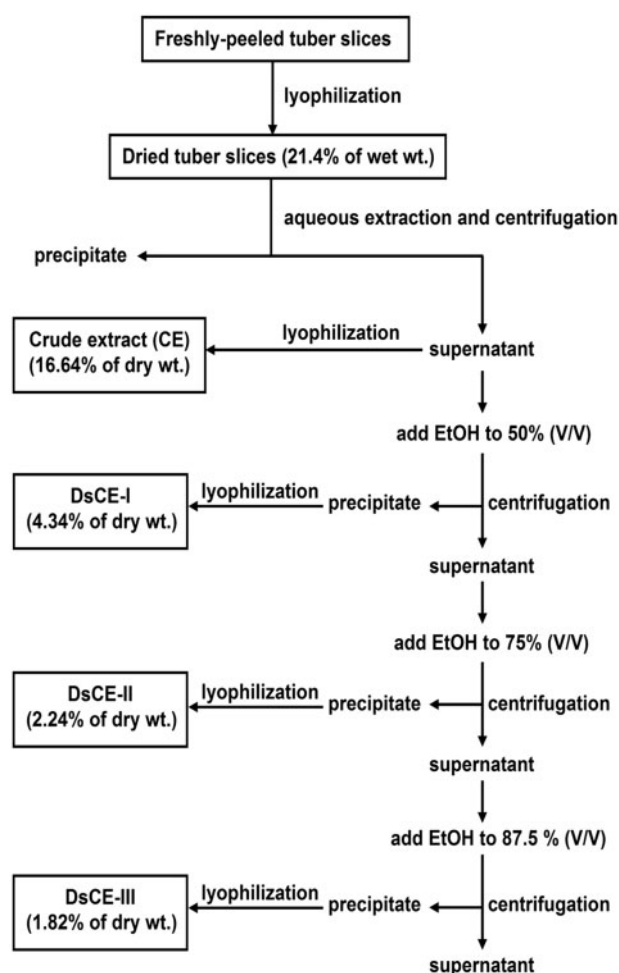 Freshly-peeled tuber slices
lyophilization
Dried tuber slices (21.4% of wet wt.)
aqueous extraction and centrifugation
precipitate
Crude extract (CE)
(16.64% of dry wt.)
lyophilization
supernatant
add EtOH to 50% (V/V)
DsCE-I
(4.34% of dry wt.)
lyophilization
precipitate
centrifugation
supernatant
add EtOH to 75% (V/V)
DsCE-II
(2.24% of dry wt.)
lyophilization
precipitate
centrifugation
supernatant
add EtOH to 87.5 % (V/V)
DsCE-III
(1.82% of dry wt.)
lyophilization
precipitate
centrifugation
supernatant